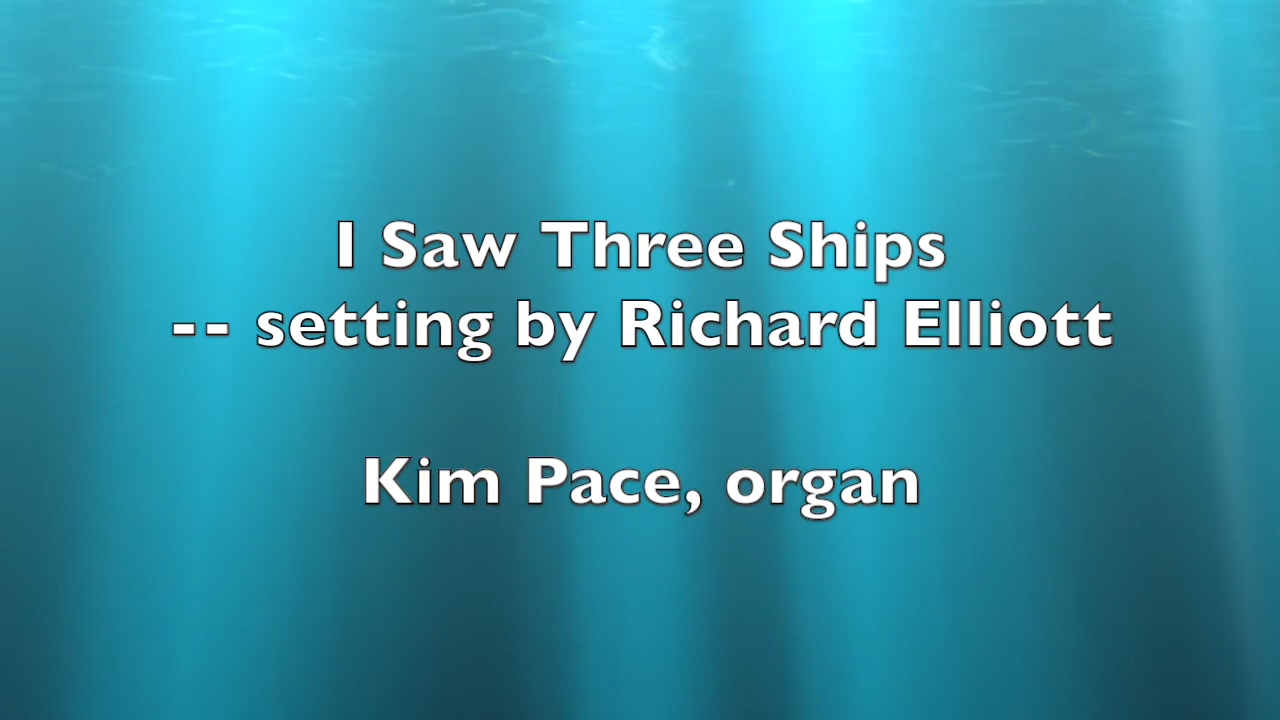 I Saw Three Ships
-- setting by Richard Elliott
Kim Pace, organ